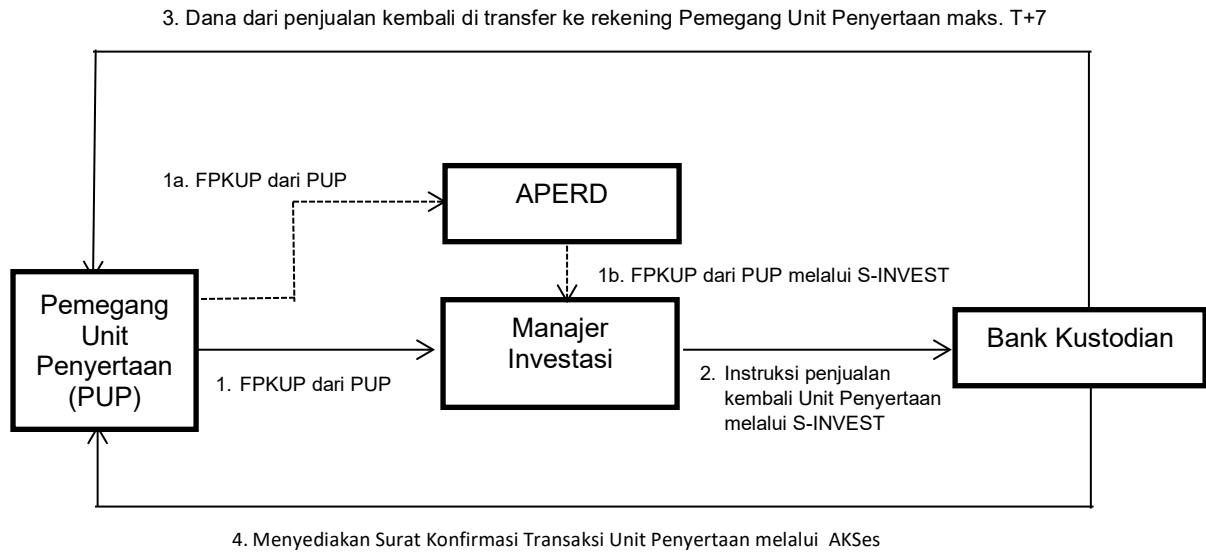 3. Dana dari penjualan kembali di transfer ke rekening Pemegang Unit Penyertaan maks. T+7
1a. FPKUP dari PUP
APERD
1b. FPKUP dari PUP melalui S-INVEST
Pemegang
Unit
Penyertaan
(PUP)
1. FPKUP dari PUP
Manajer
Investasi
2. Instruksi penjualan
kembali Unit Penyertaan
melalui S-INVEST
Bank Kustodian
4. Menyediakan Surat Konfirmasi Transaksi Unit Penyertaan melalui AKSes